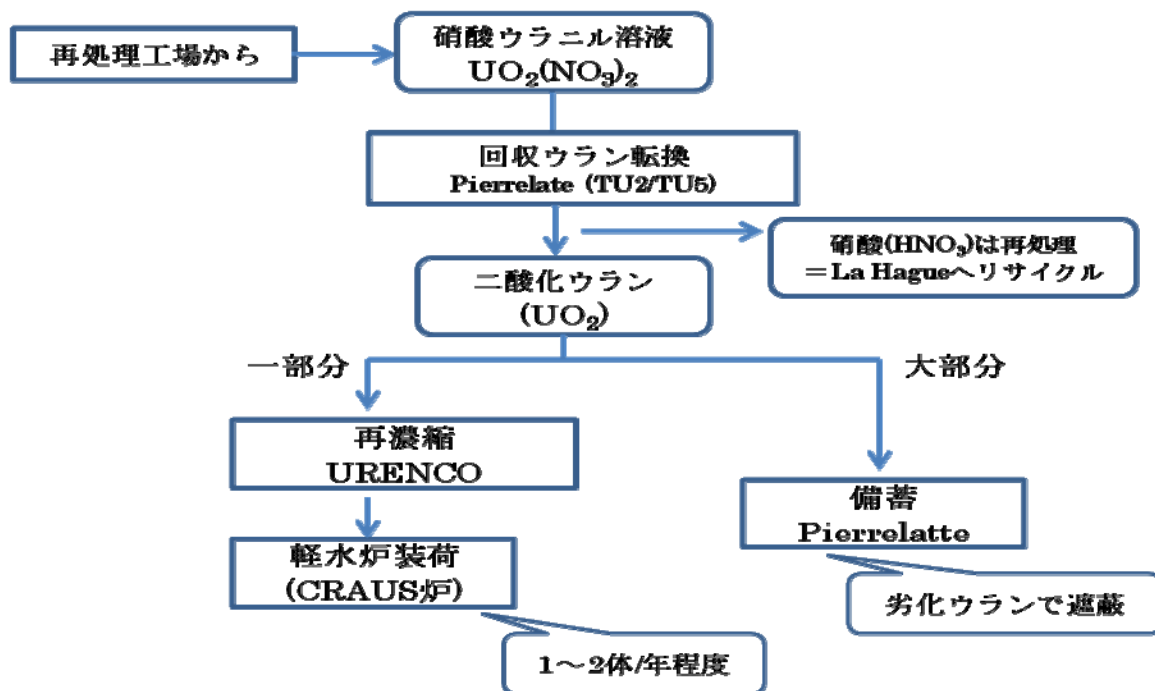 再処理工場から
硝酸ウラニル溶液
UO₂(NO₃)₂
回収ウラン転換
Pierrelate (TU2/TU5)
硝酸(HNO₃)は再処理
＝La Hagueへリサイクル
二酸化ウラン
(UO₂)
一部分
大部分
再濃縮
URENCO
備蓄
Pierrelatte
軽水炉装荷
(CRAUS炉)
劣化ウランで遮蔽
1～2体/年程度